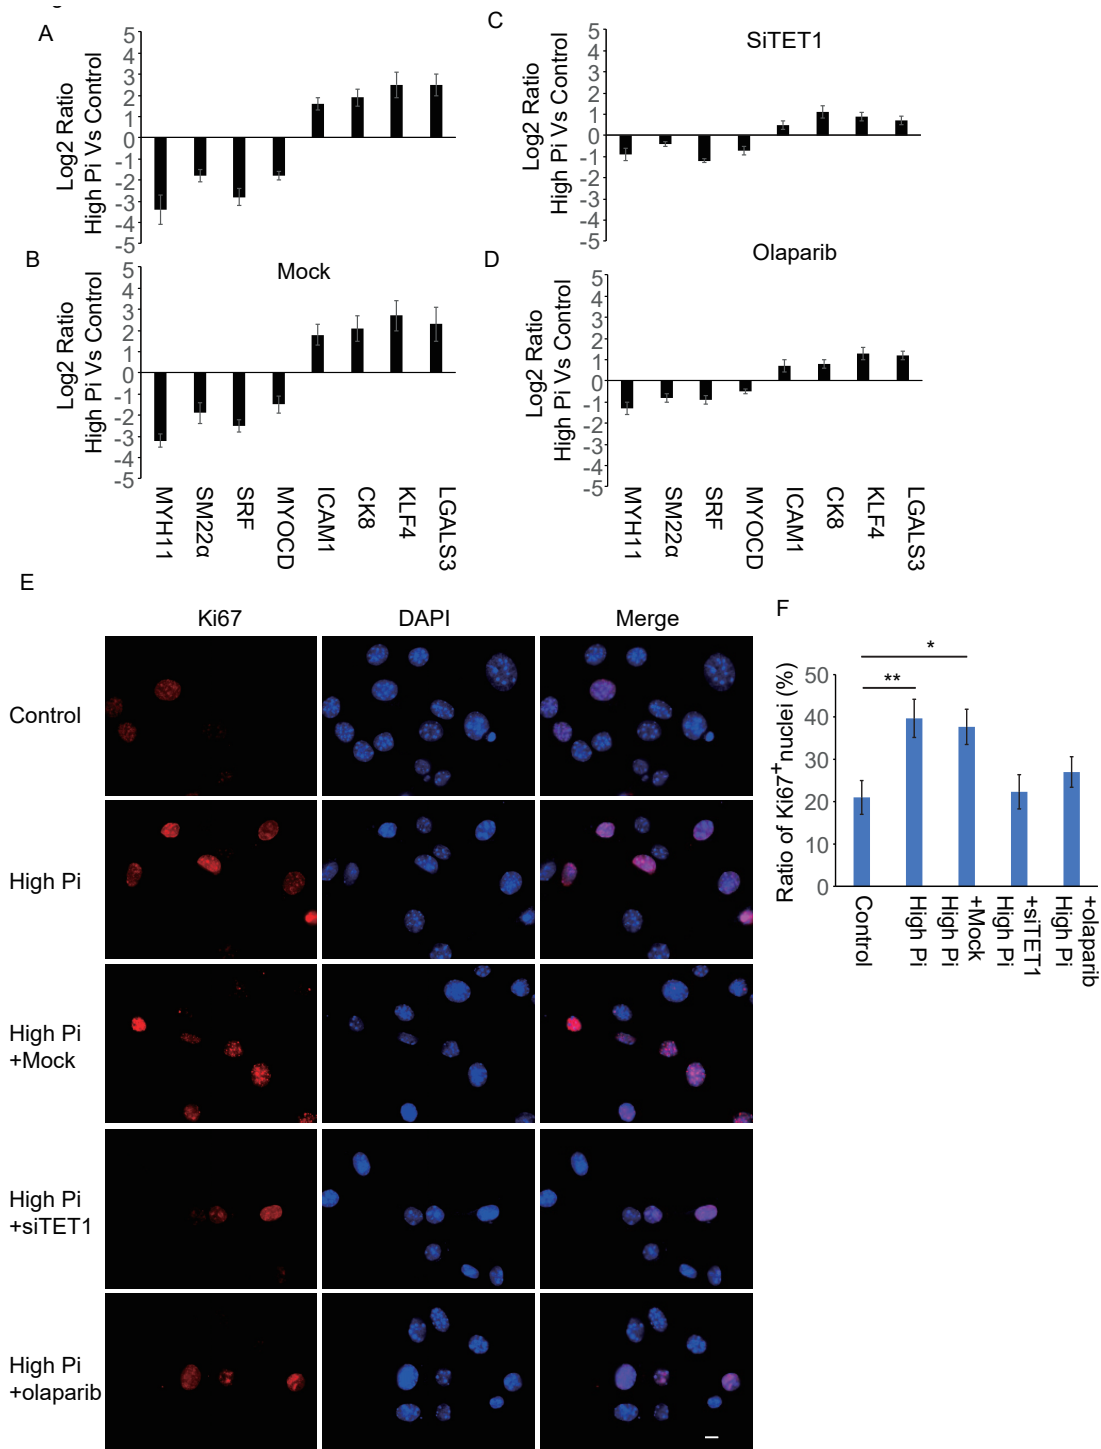 A
Log2 Ratio
High Pi Vs Control
5
4
3
2
1
0
-1
-2
-3
-4
-5
B
Mock
Log2 Ratio
High Pi Vs Control
5
4
3
2
1
0
-1
-2
-3
-4
-5
MYH11
SM22α
SRF
MYOCD
ICAM1
CK8
KLF4
LGALS3
C
SiTET1
Log2 Ratio
High Pi Vs Control
5
4
3
2
1
0
-1
-2
-3
-4
-5
D
Olaparib
Log2 Ratio
High Pi Vs Control
5
4
3
2
1
0
-1
-2
-3
-4
-5
MYH11
SM22α
SRF
MYOCD
ICAM1
CK8
KLF4
LGALS3
E
Ki67
DAPI
Merge
Control
High Pi
High Pi
+Mock
High Pi
+siTET1
High Pi
+olaparib
F
Ratio of Ki67+nuclei (%)
50
40
30
20
10
0
*
**
Control
High Pi
High Pi
+Mock
High Pi
+siTET1
High Pi
+olaparib